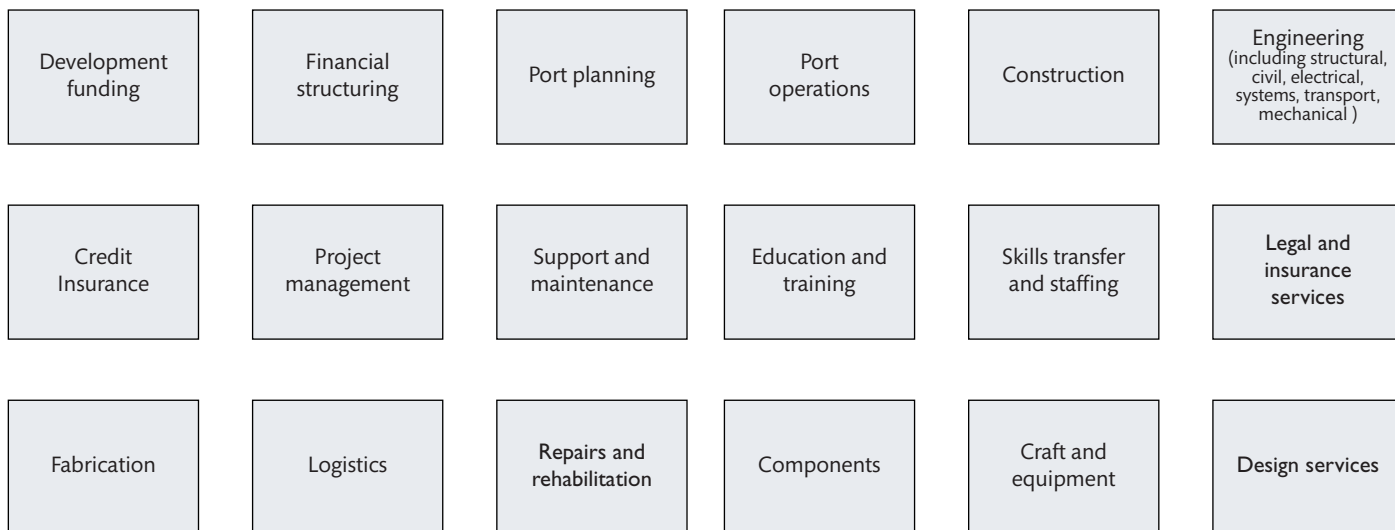 Development
funding
Financial
structuring
Port planning
Port
operations
Construction
Engineering
(including structural,
civil, electrical,
systems, transport,
mechanical )
Credit
Insurance
Project
management
Support and
maintenance
Education and
training
Skills transfer
and staffing
Legal and
insurance
services
Fabrication
Logistics
Repairs and
rehabilitation
Components
Craft and
equipment
Design services